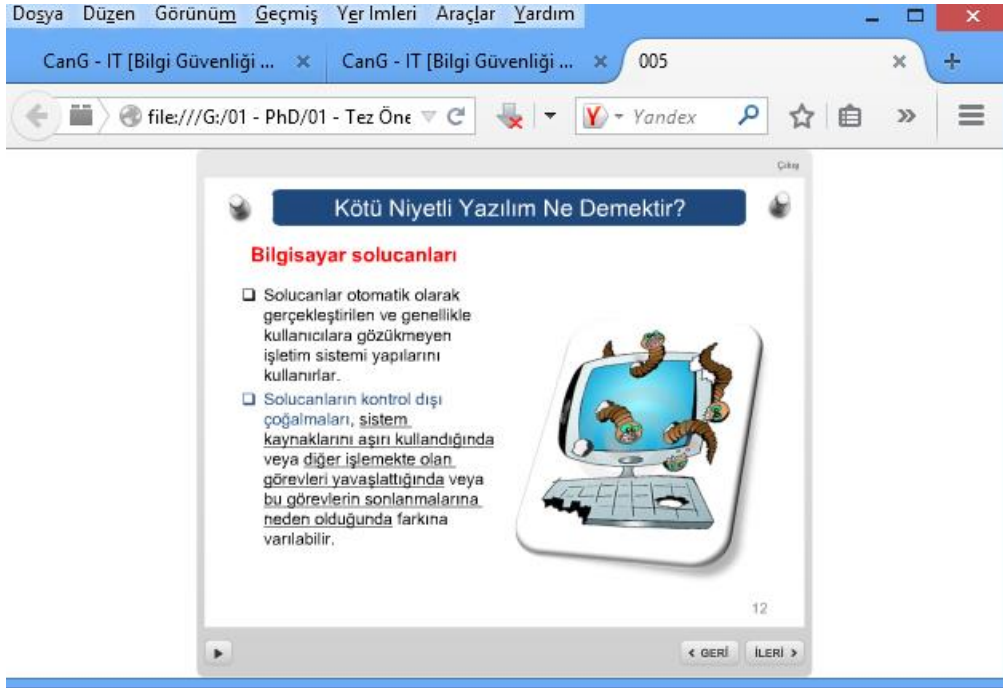 Dosya Düzen Görünüm Geçmiş Yer İmleri Araçlar Yardım
CanG - IT [Bilgi Güvenliği ... CanG - IT [Bilgi Güvenliği ... 005
file:///G:/01 - PhD/01 - Tez Öne Yandex
Çıkış
Kötü Niyetli Yazılım Ne Demektir?
Bilgisayar solucanları
Solucanlar otomatik olarak
gerçekleştirilen ve genellikle
kullanıcılara gözükmeyen
işletim sistemi yapılarını
kullanırlar.
Solucanların kontrol dışı
çoğalmaları, sistem
kaynaklarını aşırı kullandığında
veya diğer işlemekte olan
görevleri yavaşlattığında veya
bu görevlerin sonlanmalarına
neden olduğunda farkına
varılabilir.
12
< GERİ İLERİ >